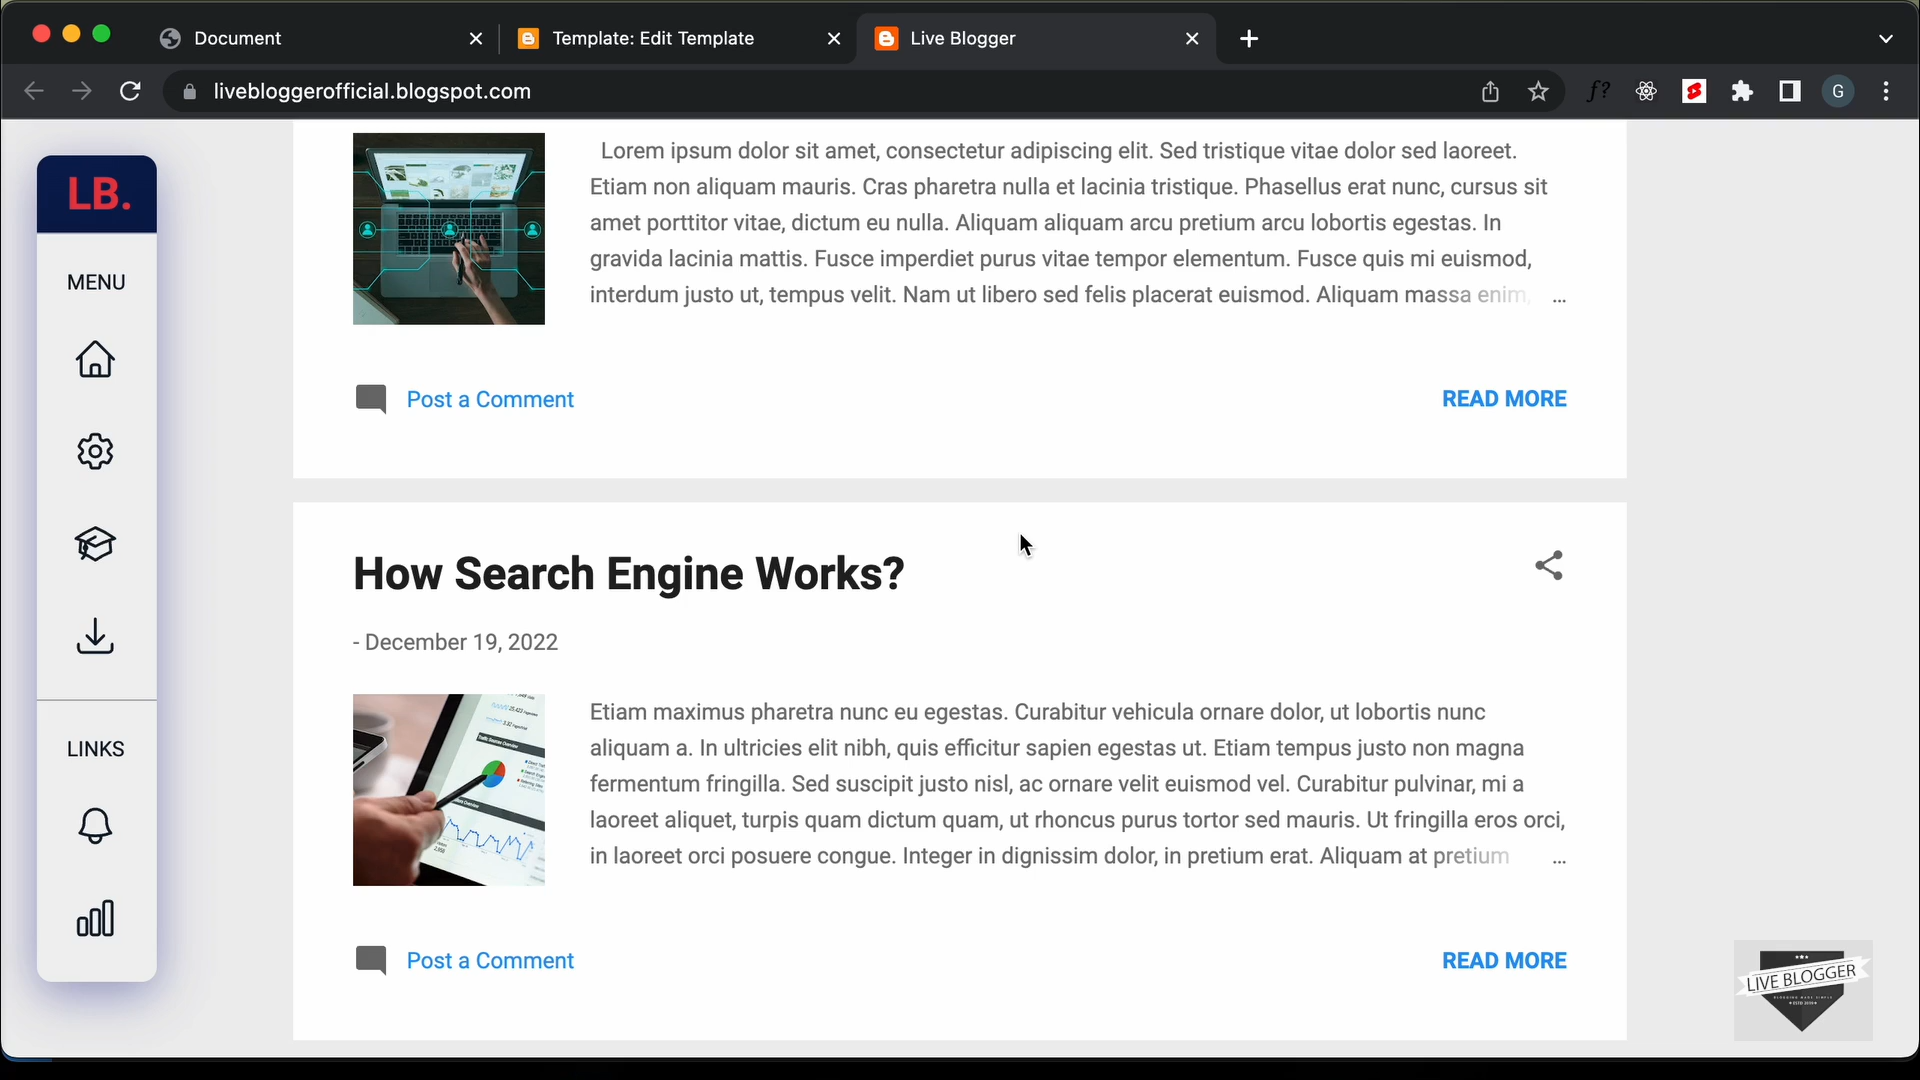 Document
Template: Edit Template
Live Blogger
livebloggerofficial.blogspot.com
f?
G
LB.
MENU
LINKS
Lorem ipsum dolor sit amet, consectetur adipiscing elit. Sed tristique vitae dolor sed laoreet.
Etiam non aliquam mauris. Cras pharetra nulla et lacinia tristique. Phasellus erat nunc, cursus sit
amet porttitor vitae, dictum eu nulla. Aliquam aliquam arcu pretium arcu lobortis egestas. In
gravida lacinia mattis. Fusce imperdiet purus vitae tempor elementum. Fusce quis mi euismod,
interdum justo ut, tempus velit. Nam ut libero sed felis placerat euismod. Aliquam massa enim, ...
Post a Comment
READ MORE
How Search Engine Works?
- December 19, 2022
Etiam maximus pharetra nunc eu egestas. Curabitur vehicula ornare dolor, ut lobortis nunc
aliquam a. In ultricies elit nibh, quis efficitur sapien egestas ut. Etiam tempus justo non magna
fermentum fringilla. Sed suscipit justo nisl, ac ornare velit euismod vel. Curabitur pulvinar, mi a
laoreet aliquet, turpis quam dictum quam, ut rhoncus purus tortor sed mauris. Ut fringilla eros orci,
in laoreet orci posuere congue. Integer in dignissim dolor, in pretium erat. Aliquam at pretium ...
Post a Comment
READ MORE
LIVE BLOGGER